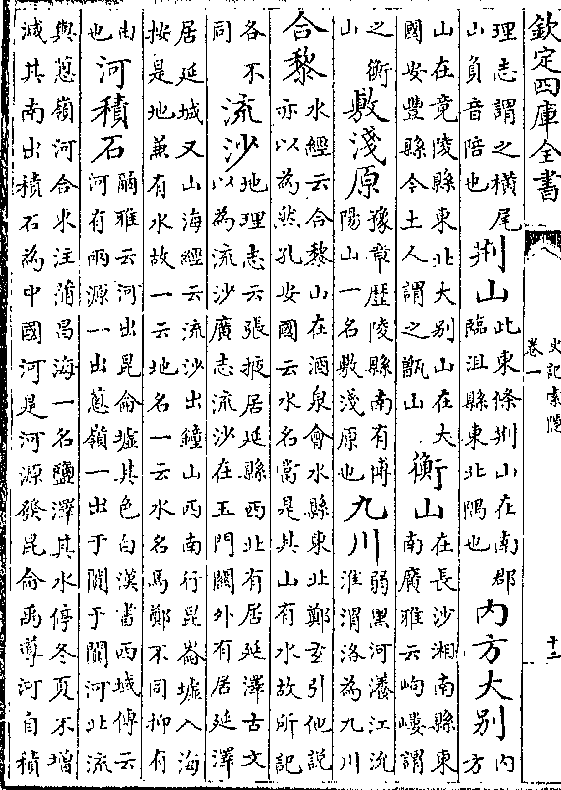 欽定四庫全書
史記索隱
卷一
十二
理志謂之橫尾
山負音陪也
荆山
此東條荆山在南郡
臨沮縣東北隅也
内方大别
内
方
山在竟陵縣東北大别山在大
國安豐縣今土人謂之甑山
衡山
在長沙湘南縣東
南廣雅云岣嶁謂
之衡
山
敷淺原
豫章歴陵縣南有博
陽山一名敷淺原也
九川
弱黑河瀁江沇
淮渭洛為九川
合黎
水經云合黎山在酒泉會水縣東北鄭玄引他說
亦以為然孔安國云水名當是其山有水故所記
各不
同
流沙
地理志云張掖居延縣西北有居延澤古文
以為流沙廣志流沙在玉門關外有居延澤
居延城又山海經云流沙出鐘山西南行昆崙墟入海
按是地兼有水故一云地名一云水名馬鄭不同抑有
由
也
河積石
爾雅云河出昆侖墟其色白漢書西城傳云
河有兩源一出葱嶺一出于闐于闐河北流
與葱嶺河合東注蒲昌海一名鹽澤其水停冬夏不增
減其南出積石為中國河是河源發昆侖禹導河自積